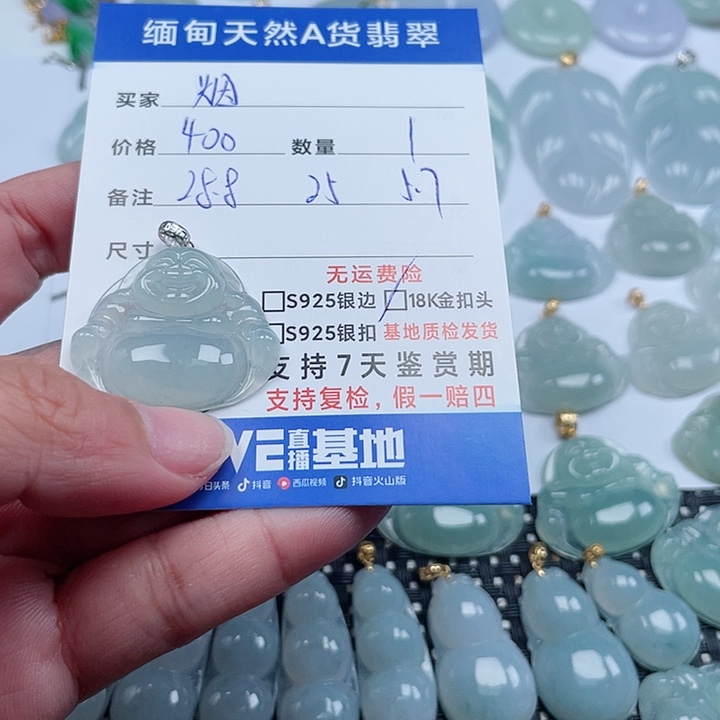 缅甸天然A货翡翠
买家 烟
价格 400 数量 1
备注 28.8 25 5.7
尺寸
无运费险
S925银边 18K金扣头
S925银扣 基地质检发货
支持7天鉴赏期
支持复检,假一赔四
VE直播基地
日头条 抖音 西瓜视频 抖音火山版